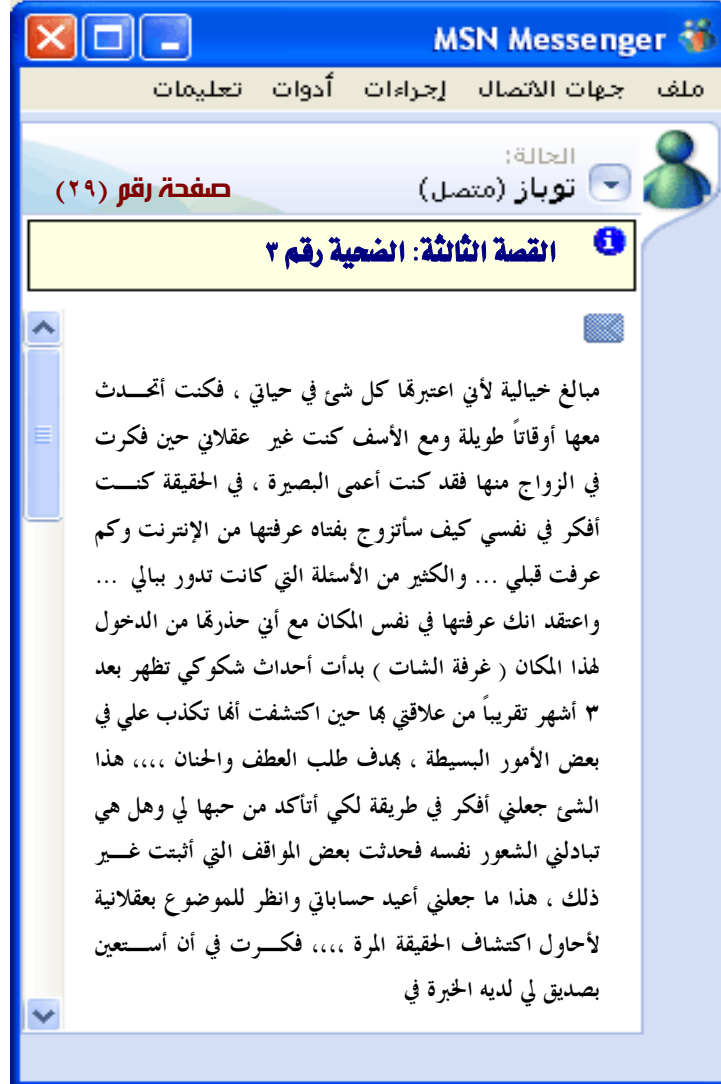 MSN Messenger
ملف جهات الاتصال إجراءات أدوات تعليمات
الحالة:
توباز (متصل)
صفحة رقم (٢٩)
القصة الثالثة: الضحية رقم ٣
مبالغ خيالية لأني اعتبرتها كل شئ في حياتي ، فكنت أتحـــدث
معها أوقاتاً طويلة ومع الأسف كنت غير عقلاني حين فكرت
في الزواج منها فقد كنت أعمى البصيرة ، في الحقيقة كنـــت
أفكر في نفسي كيف سأتزوج بفتاه عرفتها من الإنترنت وكم
عرفت قبلي ... والكثير من الأسئلة التي كانت تدور ببالي ...
واعتقد انك عرفتها في نفس المكان مع أني حذرتها من الدخول
لهذا المكان ( غرفة الشات ) بدأت أحداث شكوكي تظهر بعد
٣ أشهر تقريباً من علاقتي بها حين اكتشفت أنها تكذب علي في
بعض الأمور البسيطة ، بهدف طلب العطف والحنان ,,,, هذا
الشئ جعلني أفكر في طريقة لكي أتأكد من حبها لي وهل هي
تبادلني الشعور نفسه فحدثت بعض المواقف التي أثبتت غـــير
ذلك ، هذا ما جعلني أعيد حساباتي وانظر للموضوع بعقلانية
لأحاول اكتشاف الحقيقة المرة ,,,, فكـــرت في أن أســـتعين
بصديق لي لديه الخبرة في